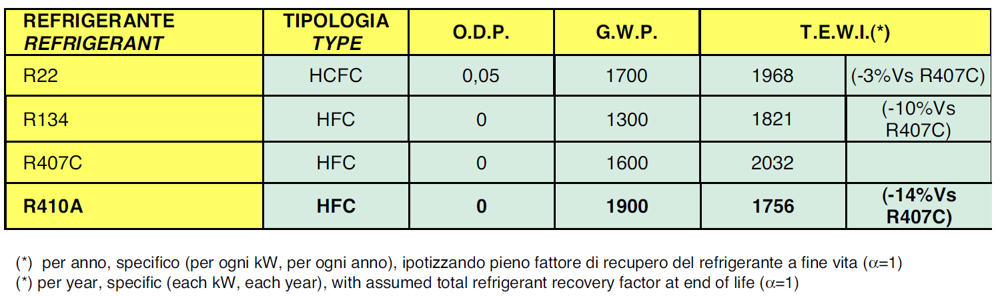 REFRIGERANTE TIPOLOGIA O.D.P. G.W.P. T.E.W.I.(*)
REFRIGERANT TYPE
R22 HCFC 0,05 1700 1968 (-3%Vs R407C)
R134 HFC 0 1300 1821 (-10%Vs
R407C)
R407C HFC 0 1600 2032
R410A HFC 0 1900 1756 (-14%Vs
R407C)
(*) per anno, specifico (per ogni kW, per ogni anno), ipotizzando pieno fattore di recupero del refrigerante a fine vita (α=1)
(*) per year, specific (each kW, each year), with assumed total refrigerant recovery factor at end of life (α=1)